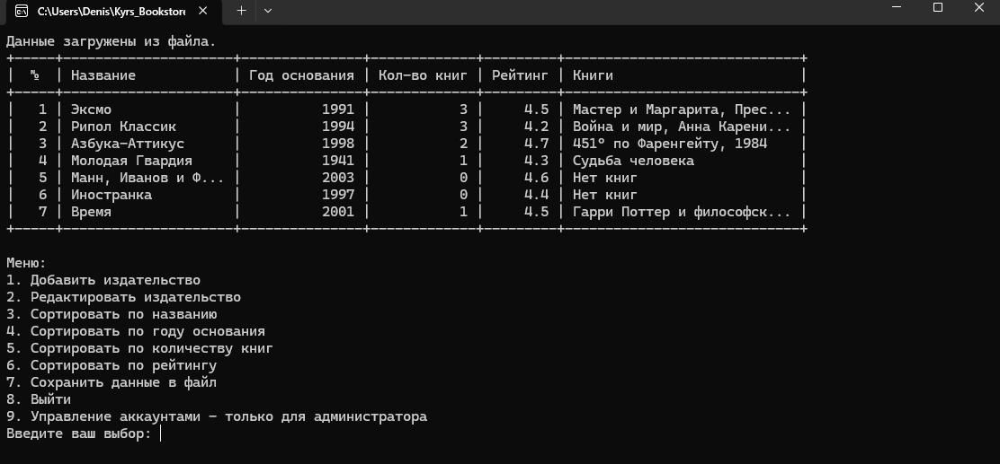 C:\Users\Denis\Kyrs_Bookstore
Данные загружены из файла.
+-----+---------------------+---------------+-------------+---------+-----------------------------+
|  №  | Название            | Год основания | Кол-во книг | Рейтинг | Книги                       |
+-----+---------------------+---------------+-------------+---------+-----------------------------+
|   1 | Эксмо               |          1991 |           3 |     4.5 | Мастер и Маргарита, Прес... |
|   2 | Рипол Классик       |          1994 |           3 |     4.2 | Война и мир, Анна Карени... |
|   3 | Азбука-Аттикус      |          1998 |           2 |     4.7 | 451° по Фаренгейту, 1984    |
|   4 | Молодая Гвардия     |          1941 |           1 |     4.3 | Судьба человека             |
|   5 | Манн, Иванов и Ф... |          2003 |           0 |     4.6 | Нет книг                    |
|   6 | Иностранка          |          1997 |           0 |     4.4 | Нет книг                    |
|   7 | Время               |          2001 |           1 |     4.5 | Гарри Поттер и философск... |
+-----+---------------------+---------------+-------------+---------+-----------------------------+
Меню:
1. Добавить издательство
2. Редактировать издательство
3. Сортировать по названию
4. Сортировать по году основания
5. Сортировать по количеству книг
6. Сортировать по рейтингу
7. Сохранить данные в файл
8. Выйти
9. Управление аккаунтами - только для администратора
Введите ваш выбор: